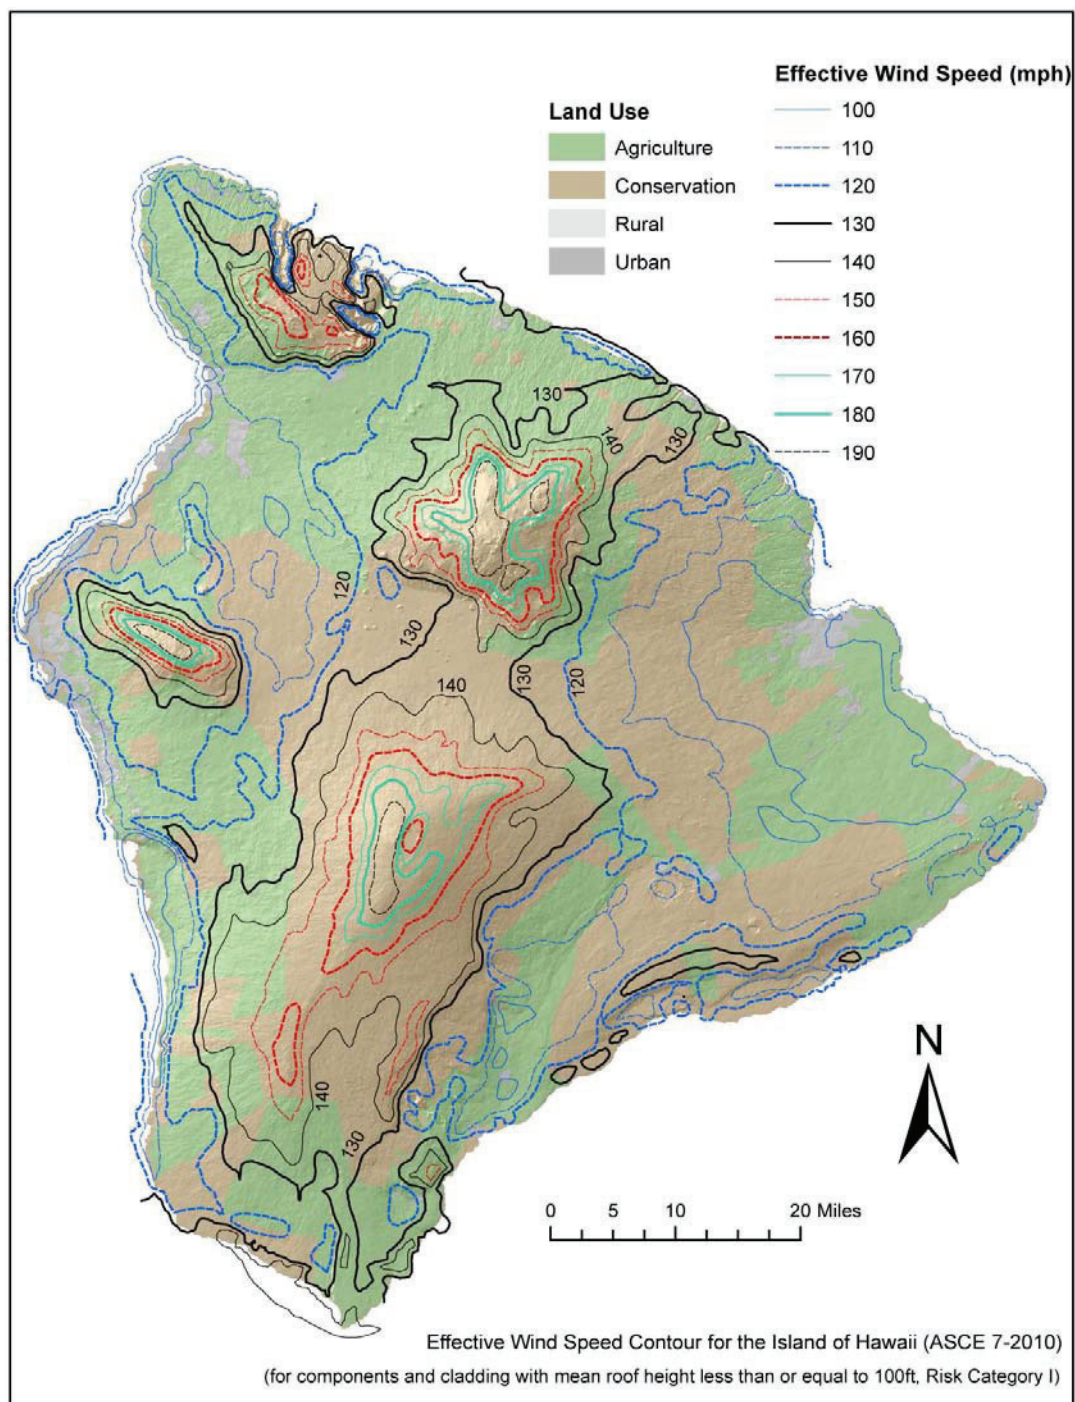 Effective Wind Speed (mph)
100
110
120
130
140
150
160
170
180
190
Land Use
Agriculture
Conservation
Rural
Urban
130
140
130
120
130
130
120
140
140
130
N
0 5 10 20 Miles
Effective Wind Speed Contour for the Island of Hawaii (ASCE 7-2010)
(for components and cladding with mean roof height less than or equal to 100ft, Risk Category I)